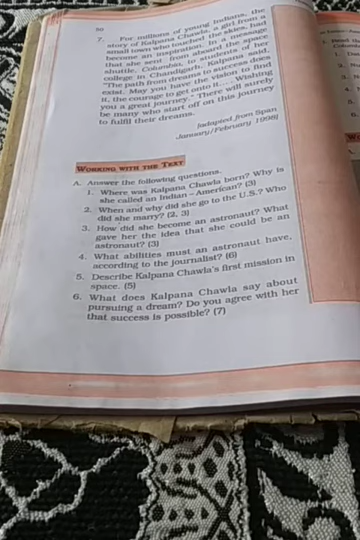 50
7. For millions of young Indians, the
story of Kalpana Chawla, a girl from a
small town who touched the skies, had
become an inspiration. In a message
that she sent from aboard the space
shuttle, Columbia, to students of her
college in Chandigarh, Kalpana said,
"The path from dreams to success does
exist. May you have the vision to find
it, the courage to get onto it... . Wishing
you a great journey." There will surely
be many who start off on this journey
to fulfil their dreams.
[adapted from Span
January/February 1998]
WORKING WITH THE TEXT
A. Answer the following questions.
1. Where was Kalpana Chawla born? Why is
she called an Indian – American? (3)
2. When and why did she go to the U.S.? Who
did she marry? (2, 3)
3. How did she become an astronaut? What
gave her the idea that she could be an
astronaut? (3)
4. What abilities must an astronaut have,
according to the journalist? (6)
5. Describe Kalpana Chawla's first mission in
space. (5)
6. What does Kalpana Chawla say about
pursuing a dream? Do you agree with her
that success is possible? (7)